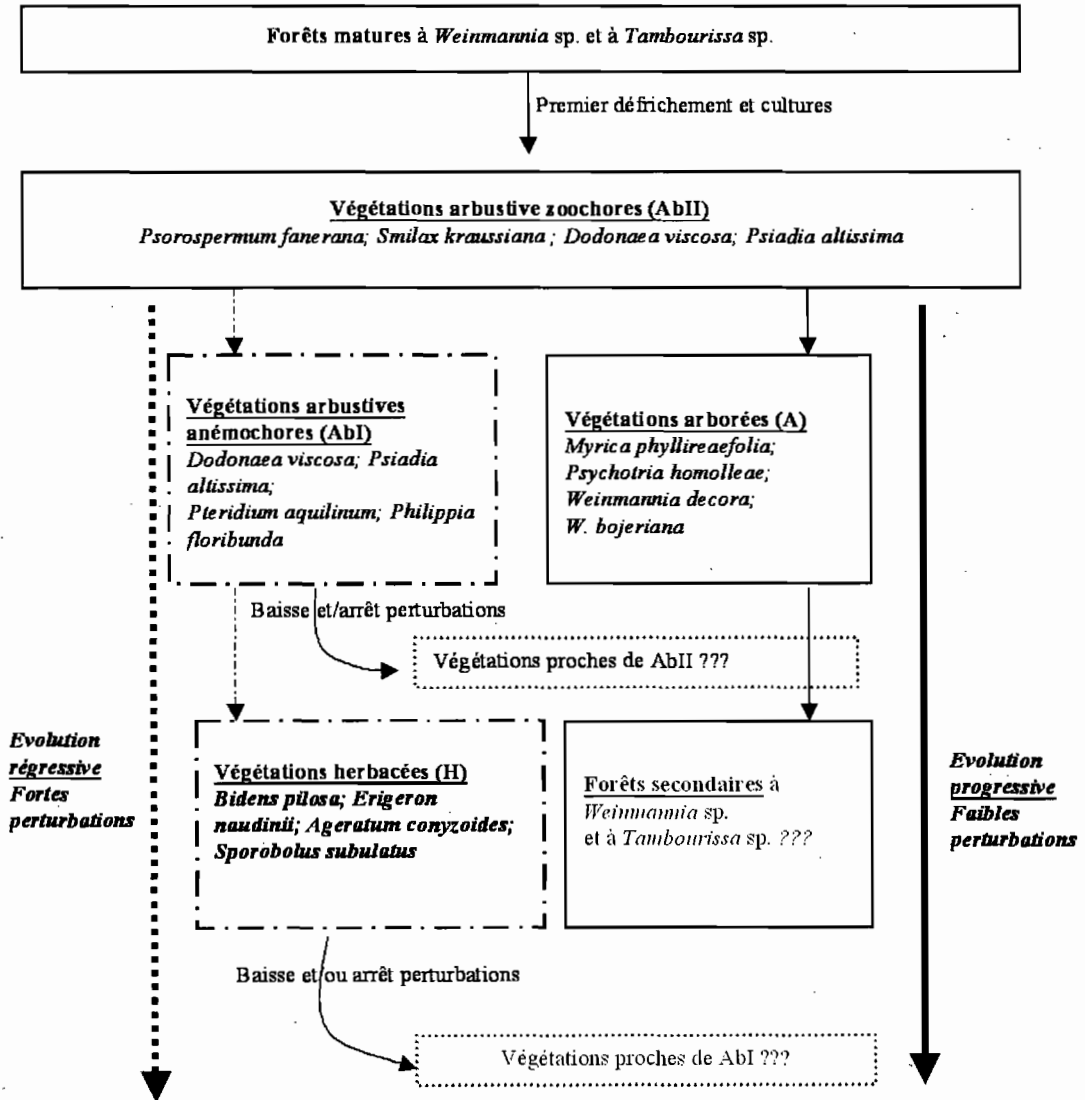 Forêts matures à Weinmannia sp. et à Tambourissa sp.
Premier défrichement et cultures
Végétations arbustive zoochores (AbII)
Psorospermum fanerana; Smilax kraussiana ; Dodonaea viscosa; Psiadia altissima
Végétations arbustives
anémochores (AbI)
Dodonaea viscosa; Psiadia
altissima;
Pteridium aquilinum; Philippia
floribunda
Végétations arborées (A)
Myrica phyllireaefolia;
Psychotria homolleae;
Weinmannia decora;
W. bojeriana
Baisse et/arrêt perturbations
Végétations proches de AbII ???
Evolution
régressive
Fortes
perturbations
Végétations herbacées (H)
Bidens pilosa; Erigeron
naudinii; Ageratum conyzoides;
Sporobolus subulatus
Forêts secondaires à
Weinmannia sp.
et à Tambourissa sp. ???
Evolution
progressive
Faibles
perturbations
Baisse et/ou arrêt perturbations
Végétations proches de AbI ???